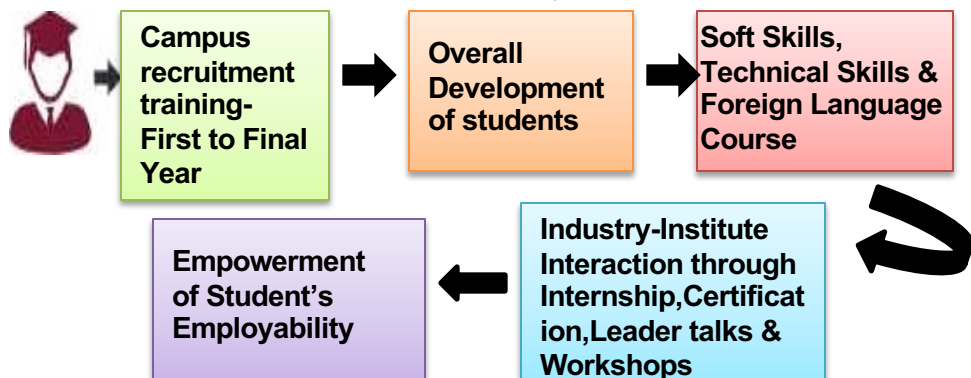 Campus
recruitment
training-
First to Final
Year
Overall
Development
of students
Soft Skills,
Technical Skills &
Foreign Language
Course
Industry-Institute
Interaction through
Internship,Certificat
ion,Leader talks &
Workshops
Empowerment
of Student’s
Employability